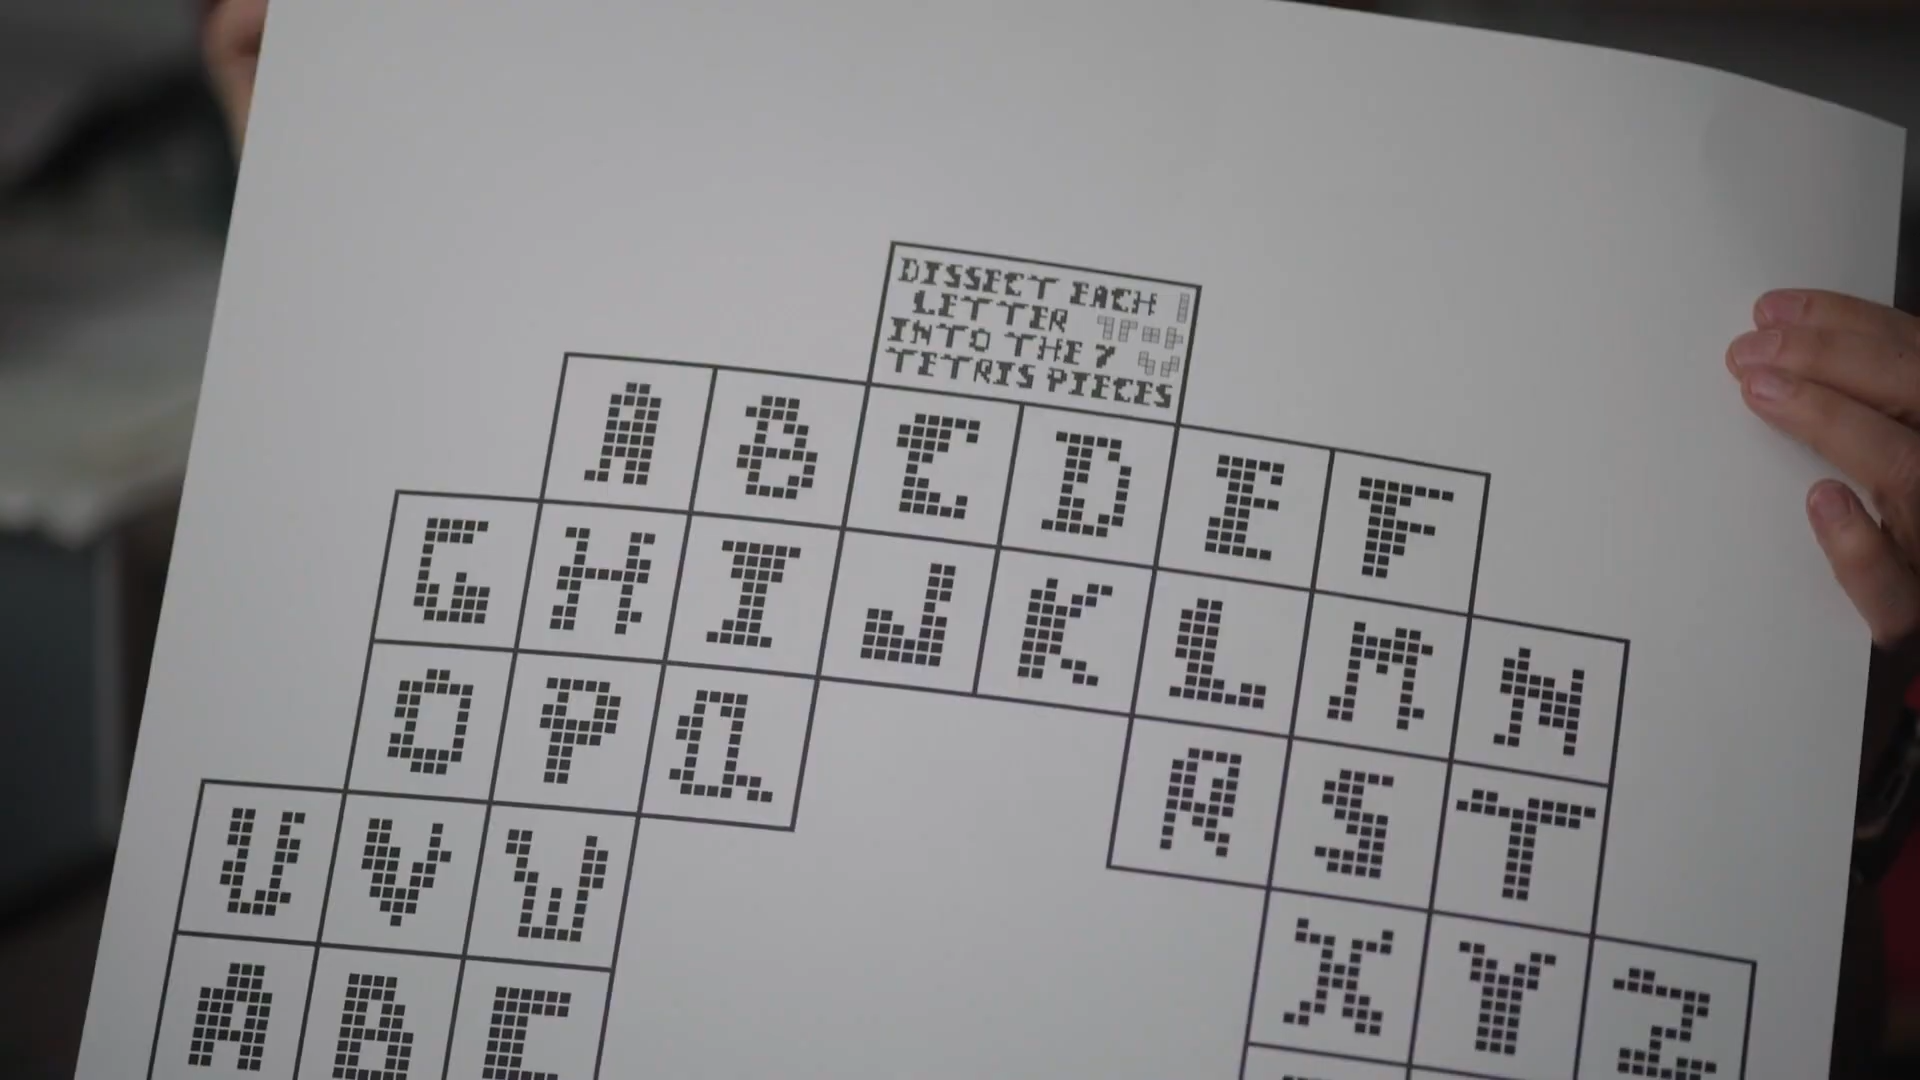 DISSECT EACH
LETTER
INTO THE 7
TETRIS PIECES
A B C D E F
G H I J K L M N
O P Q R S T
U V W X Y Z
A B C